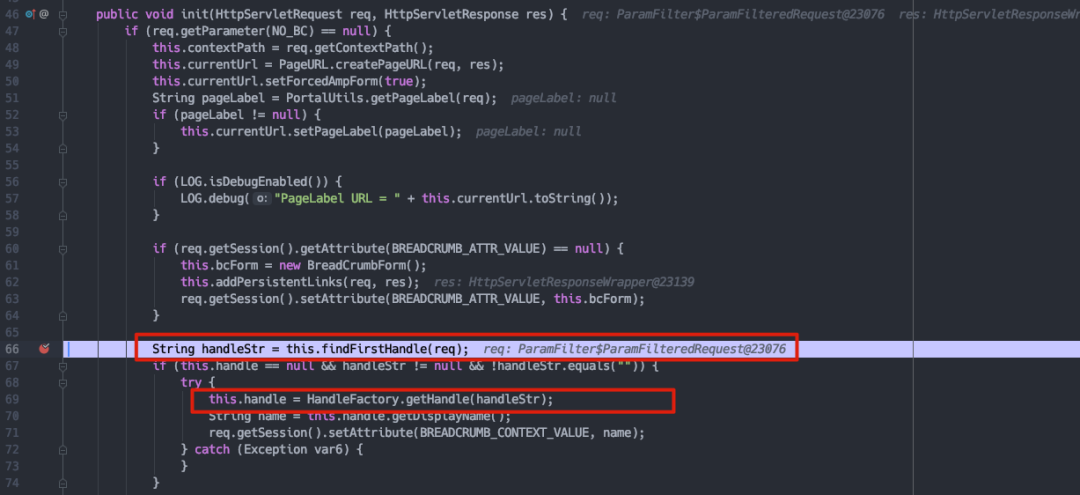 46 public void init(HttpServletRequest req, HttpServletResponse res) { req: ParamFilter$ParamFilteredRequest@23076 res: HttpServletResponseWr
47 if (req.getParameter(NO_BC) == null) {
48 this.contextPath = req.getContextPath();
49 this.currentUrl = PageURL.createPageURL(req, res);
50 this.currentUrl.setForcedAmpForm(true);
51 String pageLabel = PortalUtils.getPageLabel(req); pageLabel: null
52 if (pageLabel != null) {
53 this.currentUrl.setPageLabel(pageLabel); pageLabel: null
54 }
55
56 if (LOG.isDebugEnabled()) {
57 LOG.debug( o: "PageLabel URL = " + this.currentUrl.toString());
58 }
59
60 if (req.getSession().getAttribute(BREADCRUMB_ATTR_VALUE) == null) {
61 this.bcForm = new BreadCrumbForm();
62 this.addPersistentLinks(req, res); res: HttpServletResponseWrapper@23139
63 req.getSession().setAttribute(BREADCRUMB_ATTR_VALUE, this.bcForm);
64 }
65
66 String handleStr = this.findFirstHandle(req); req: ParamFilter$ParamFilteredRequest@23076
67 if (this.handle == null && handleStr != null && !handleStr.equals("")) {
68 try {
69 this.handle = HandleFactory.getHandle(handleStr);
70 String name = this.handle.getDisplayName();
71 req.getSession().setAttribute(BREADCRUMB_CONTEXT_VALUE, name);
72 } catch (Exception var6) {
73 }
74 }